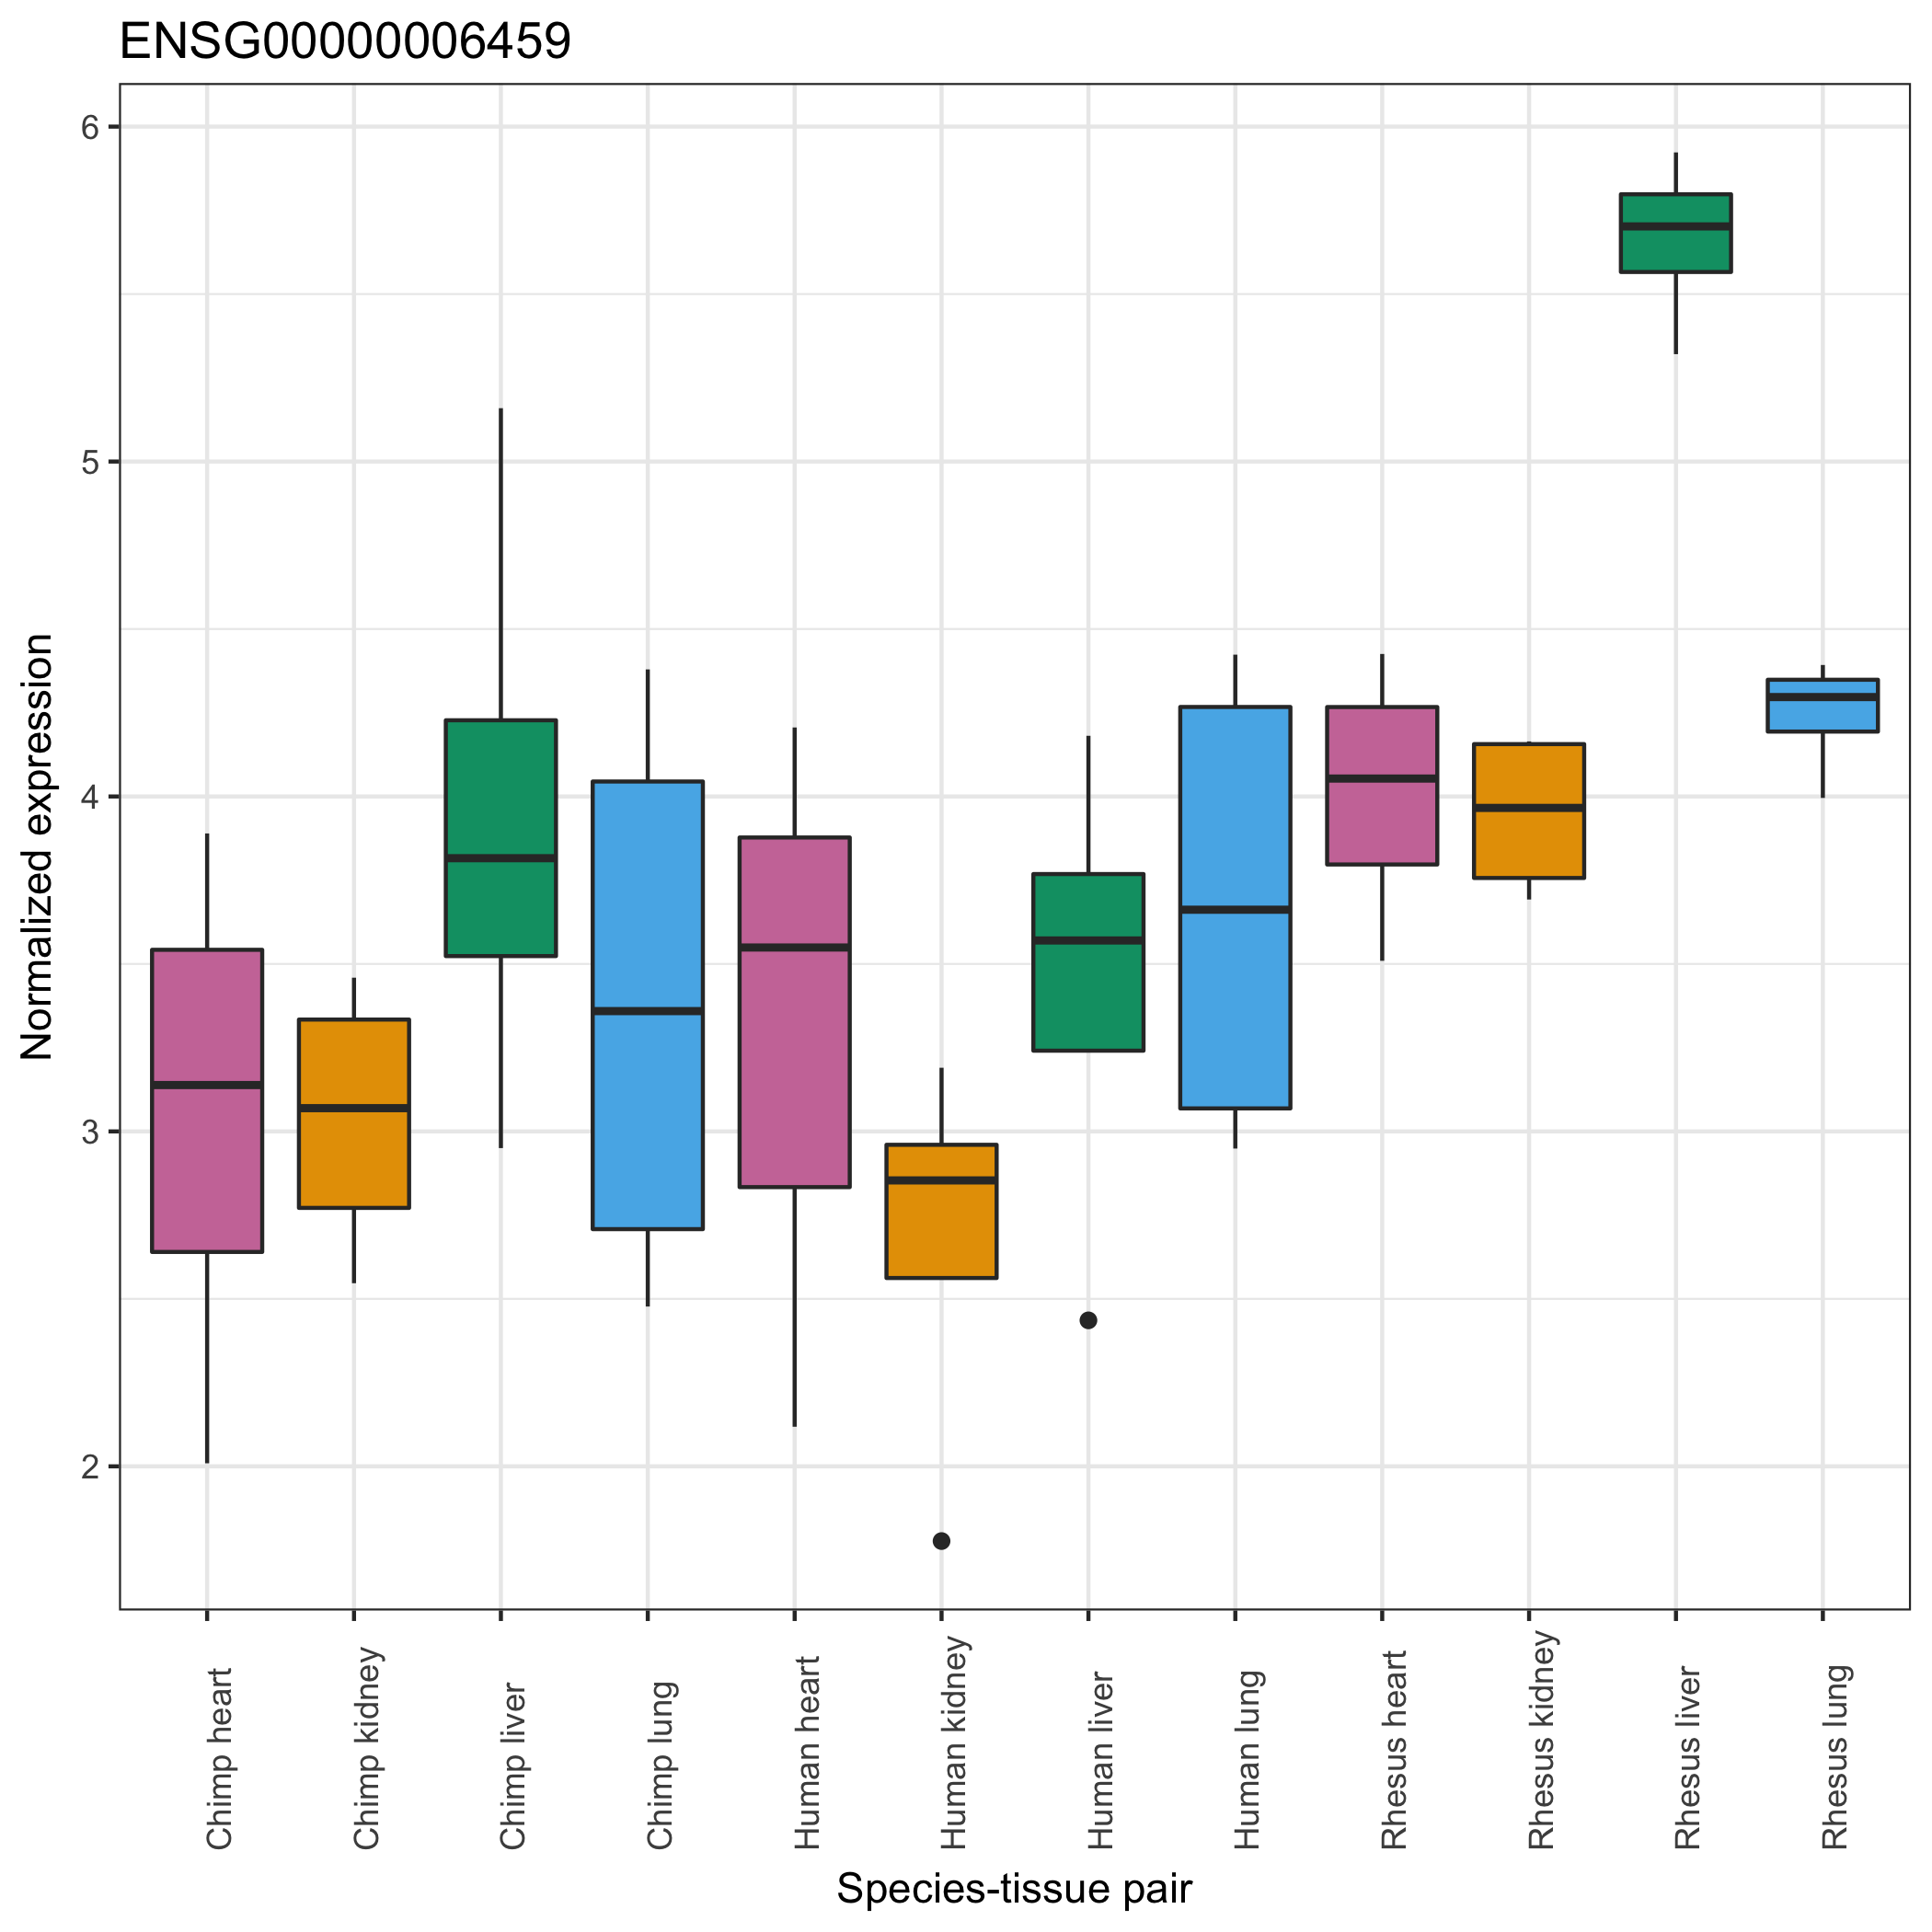 ENSG00000006459
Normalized expression
6
5
4
3
2
Chimp heart
Chimp kidney
Chimp liver
Chimp lung
Human heart
Human kidney
Human liver
Human lung
Rhesus heart
Rhesus kidney
Rhesus liver
Rhesus lung
Species-tissue pair